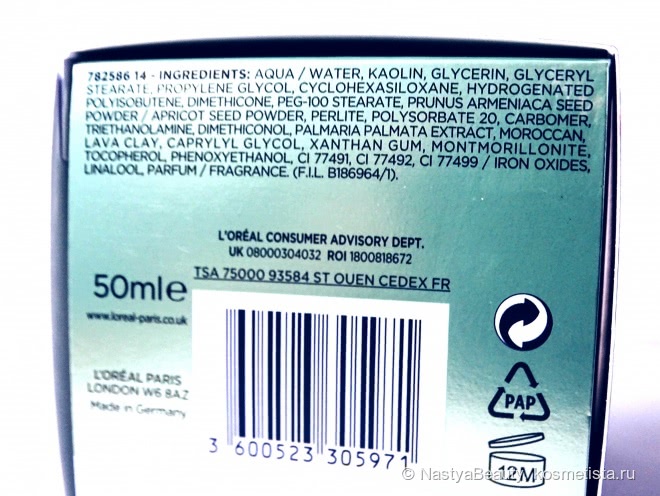 782586 14 - INGREDIENTS: AQUA / WATER, KAOLIN, GLYCERIN, GLYCERYL
STEARATE, PROPYLENE GLYCOL, CYCLOHEXASILOXANE, HYDROGENATED
POLYISOBUTENE, DIMETHICONE, PEG-100 STEARATE, PRUNUS ARMENIACA SEED
POWDER / APRICOT SEED POWDER, PERLITE, POLYSORBATE 20, CARBOMER,
TRIETHANOLAMINE, DIMETHICONOL, PALMARIA PALMATA EXTRACT, MOROCCAN,
LAVA CLAY, CAPRYLYL GLYCOL, XANTHAN GUM, MONTMORILLONITE,
TOCOPHEROL, PHENOXYETHANOL, CI 77491, CI 77492, CI 77499 / IRON OXIDES,
LINALOOL, PARFUM / FRAGRANCE. (F.I.L. B186964/1).
L'ORÉAL CONSUMER ADVISORY DEPT.
UK 08000304032 ROI 1800818672
TSA 75000 93584 ST OUEN CEDEX FR
50ml℮
www.loreal-paris.co.uk
L'ORÉAL PARIS
LONDON W6 8AZ
Made in Germany
3 600523 305971
PAP
12M
© NastyaBeauty, kosmetista.ru